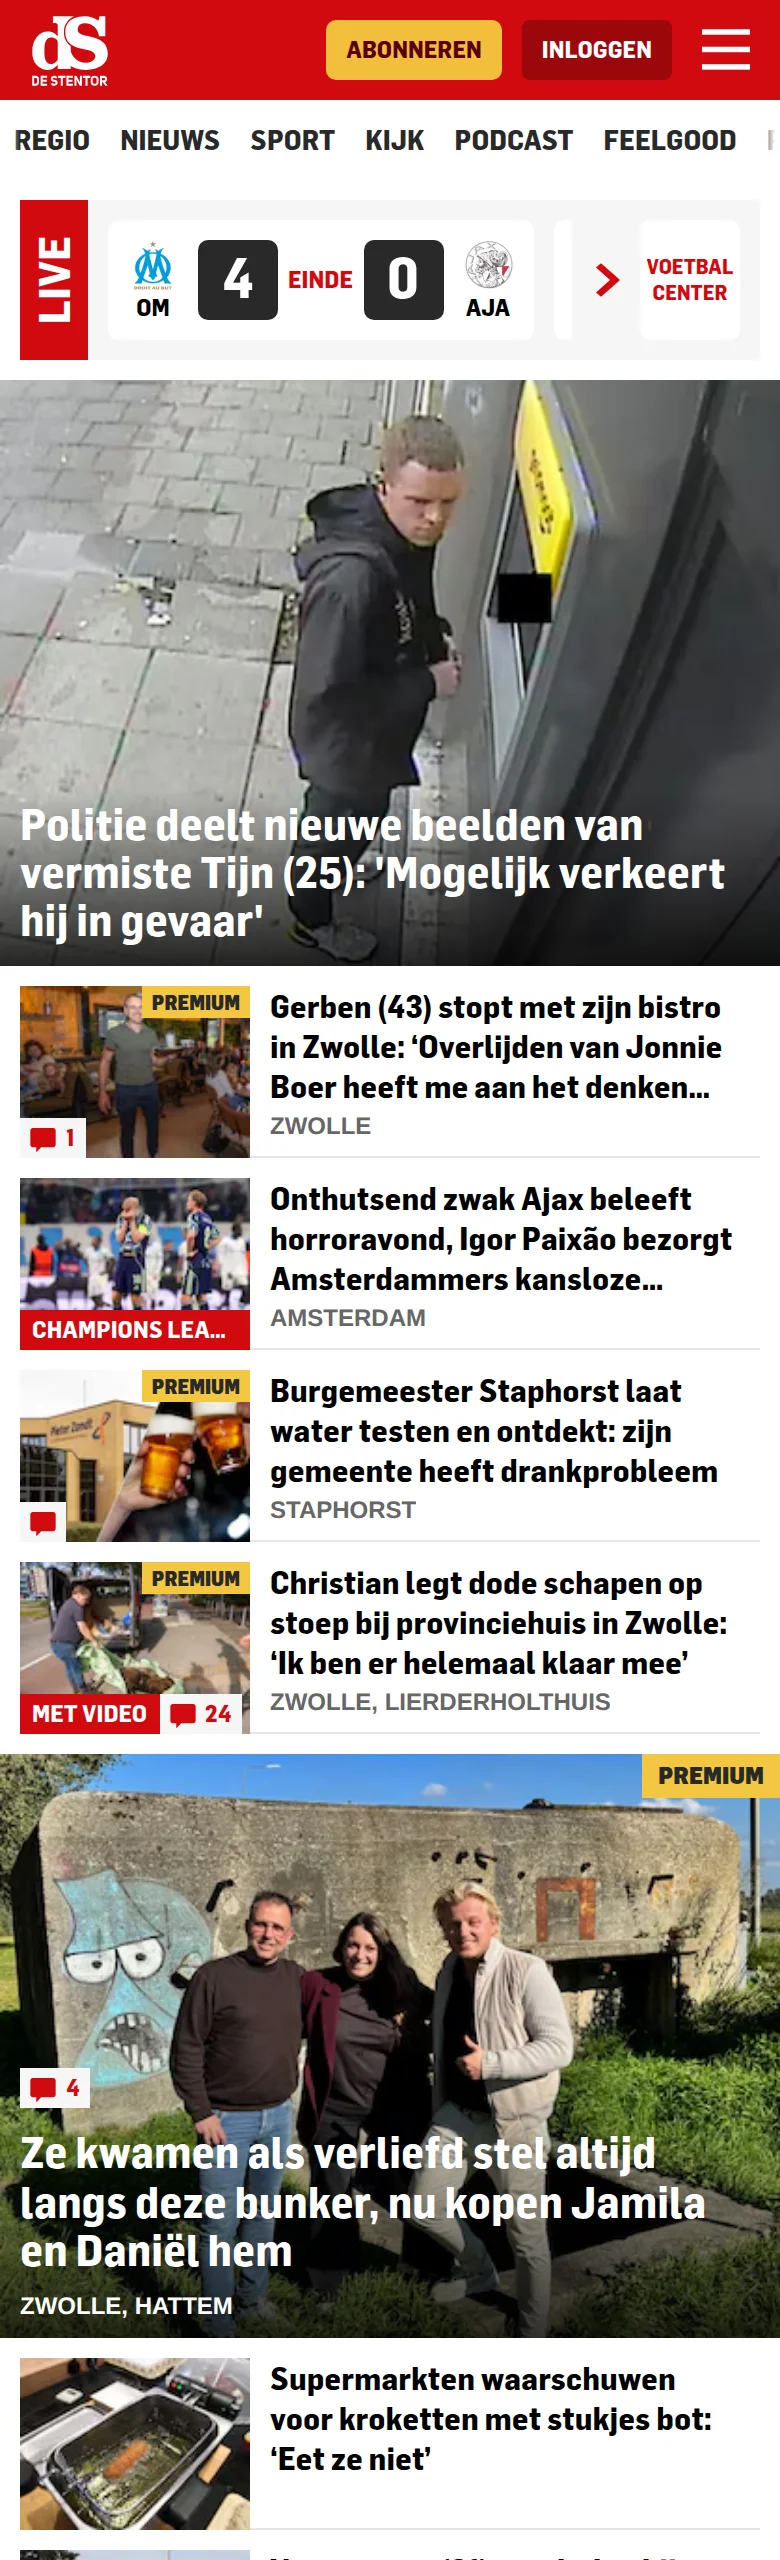 dS
DE STENTOR
ABONNEREN
INLOGGEN
REGIO NIEUWS SPORT KIJK PODCAST FEELGOOD
LIVE
DROIT AU BUT
OM
4
EINDE
0
AJA
VOETBAL
CENTER
Politie deelt nieuwe beelden van
vermiste Tijn (25): 'Mogelijk verkeert
hij in gevaar'
PREMIUM
1
Gerben (43) stopt met zijn bistro
in Zwolle: ‘Overlijden van Jonnie
Boer heeft me aan het denken...
ZWOLLE
CHAMPIONS LEA...
Onthutsend zwak Ajax beleeft
horroravond, Igor Paixão bezorgt
Amsterdammers kansloze...
AMSTERDAM
PREMIUM
Pieter Zandt
Burgemeester Staphorst laat
water testen en ontdekt: zijn
gemeente heeft drankprobleem
STAPHORST
PREMIUM
MET VIDEO
24
Christian legt dode schapen op
stoep bij provinciehuis in Zwolle:
‘Ik ben er helemaal klaar mee’
ZWOLLE, LIERDERHOLTHUIS
PREMIUM
4
Ze kwamen als verliefd stel altijd
langs deze bunker, nu kopen Jamila
en Daniël hem
ZWOLLE, HATTEM
Supermarkten waarschuwen
voor kroketten met stukjes bot:
‘Eet ze niet’